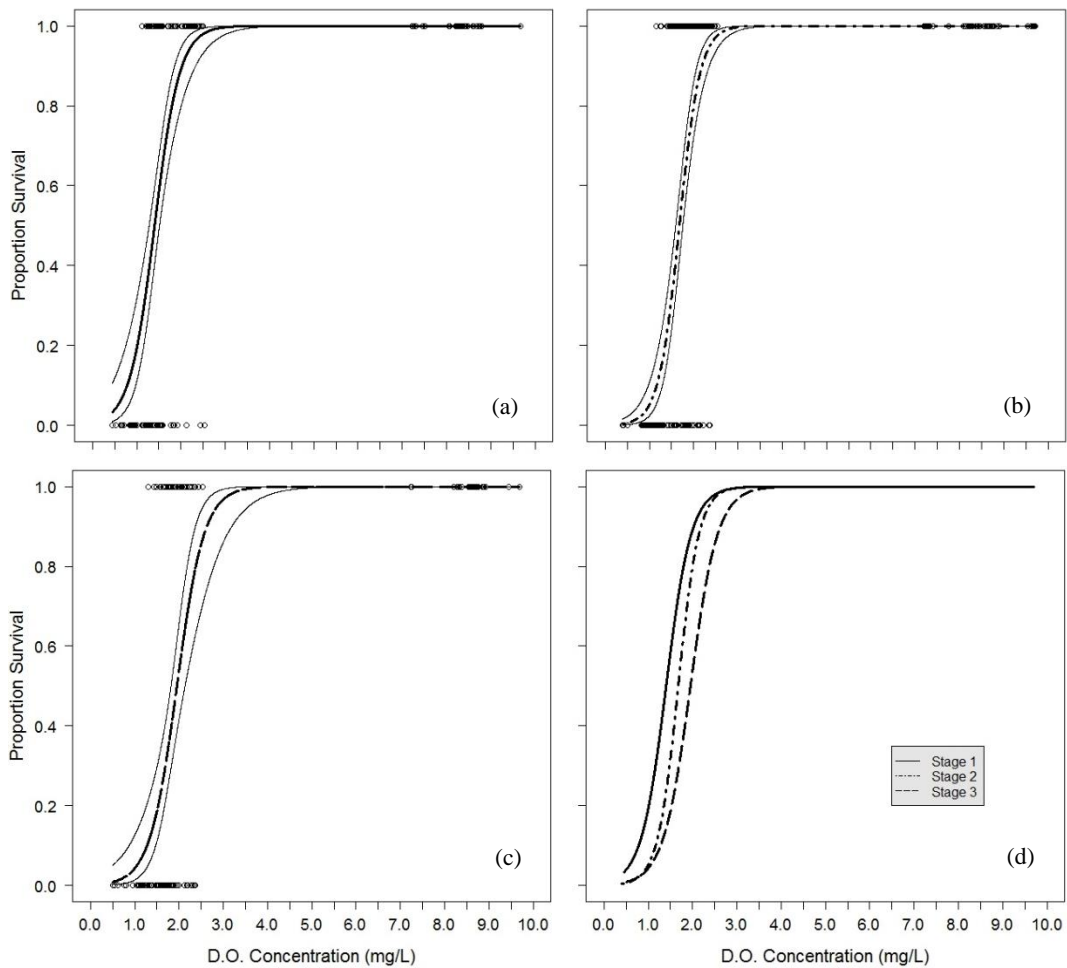 1.0
0.8
0.6
0.4
0.2
0.0
Proportion Survival
(a)
(b)
1.0
0.8
0.6
0.4
0.2
0.0
Proportion Survival
(c)
Stage 1
Stage 2
Stage 3
(d)
0.0 1.0 2.0 3.0 4.0 5.0 6.0 7.0 8.0 9.0 10.0
0.0 1.0 2.0 3.0 4.0 5.0 6.0 7.0 8.0 9.0 10.0
D.O. Concentration (mg/L)
D.O. Concentration (mg/L)